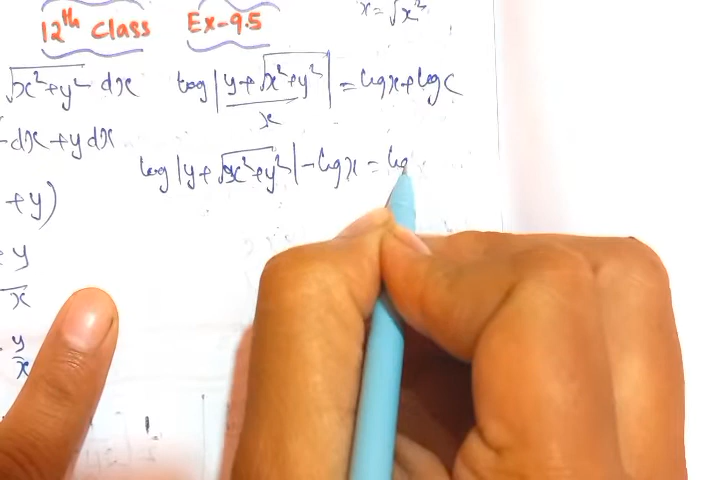 12th Class Ex-9.5
x = √x²
√x²+y² dx
log | y+√x²+y² / x | = log x + log c
dx + y dx
log |y+√x²+y²| - log x = log
+y)
y
x
y
x